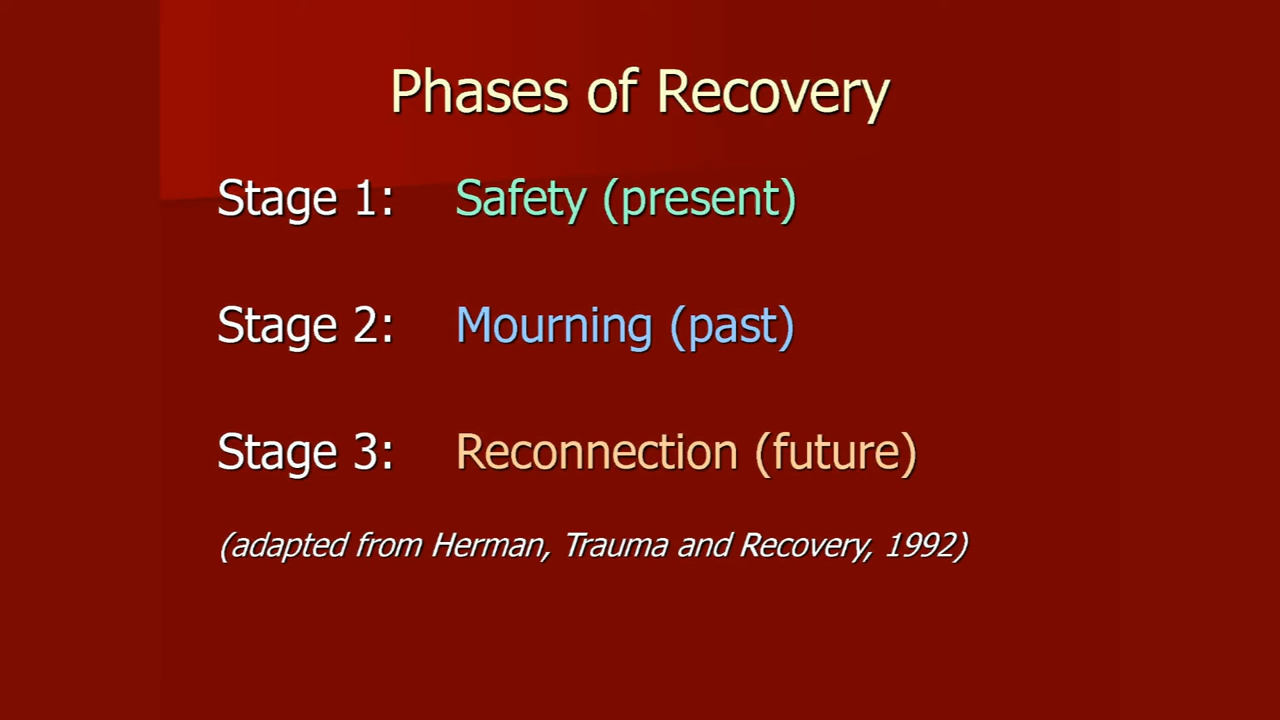 Phases of Recovery
Stage 1: Safety (present)
Stage 2: Mourning (past)
Stage 3: Reconnection (future)
(adapted from Herman, Trauma and Recovery, 1992)